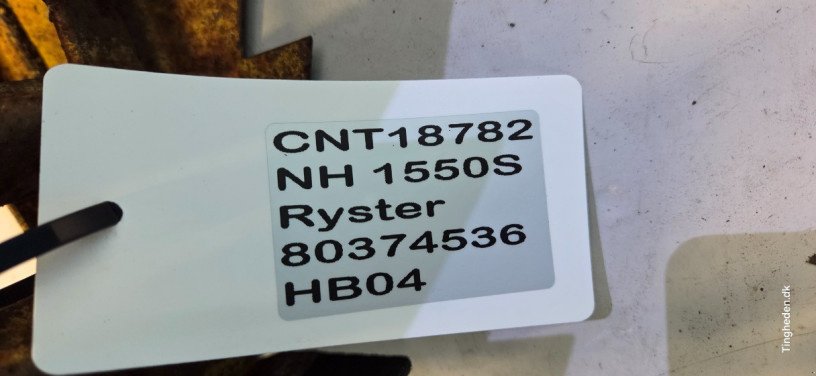 CNT18782
NH 1550S
Ryster
80374536
HB04
Tingheden.dk